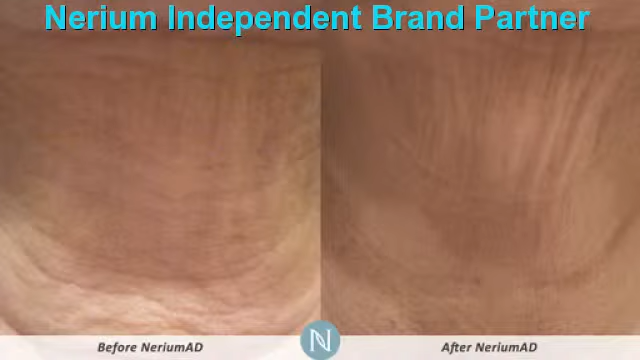 Nerium Independent Brand Partner
Before NeriumAD
N
After NeriumAD